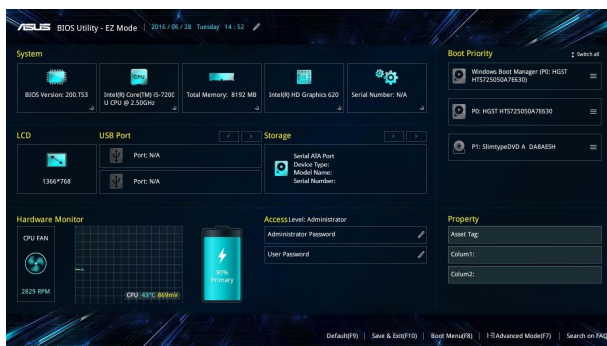 ASUS BIOS Utility - EZ Mode 2016/06/28 Tuesday 14:52
System
BIOS Version: 200.T53
CPU
Intel(R) Core(TM) i5-7200
U CPU @ 2.50GHz
Total Memory: 8192 MB
Intel(R) HD Graphics 620
Serial Number: N/A
Boot Priority
Switch all
Windows Boot Manager (P0: HGST
HTS725050A7E630)
P0: HGST HTS725050A7E630
P1: SlimtypeDVD A DA8AESH
LCD
1366*768
USB Port
Port: N/A
Port: N/A
Storage
Serial ATA Port
Device Type:
Model Name:
Serial Number:
Hardware Monitor
CPU FAN
2829 RPM
CPU 43°C 869mV
90%
Primary
Access Level: Administrator
Administrator Password
User Password
Property
Asset Tag:
Colum1:
Colum2:
Default(F9) Save & Exit(F10) Boot Menu(F8) Advanced Mode(F7) Search on FAQ